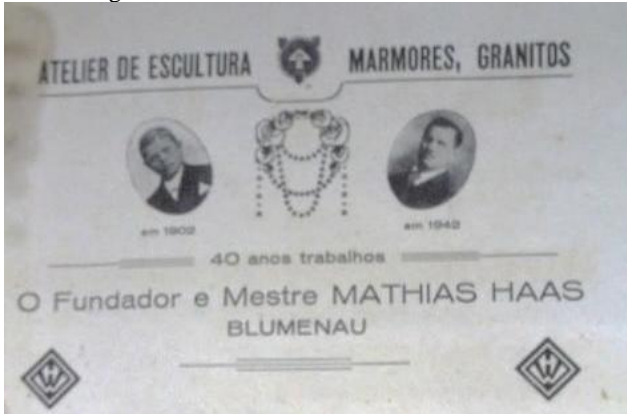 ATELIER DE ESCULTURA MARMORES, GRANITOS
em 1902 em 1942
40 anos trabalhos
O Fundador e Mestre MATHIAS HAAS
BLUMENAU